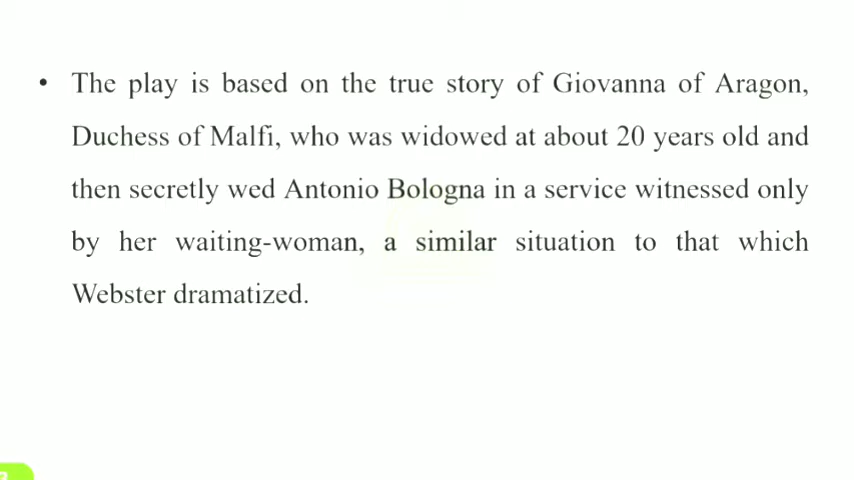 • The play is based on the true story of Giovanna of Aragon,
Duchess of Malfi, who was widowed at about 20 years old and
then secretly wed Antonio Bologna in a service witnessed only
by her waiting-woman, a similar situation to that which
Webster dramatized.